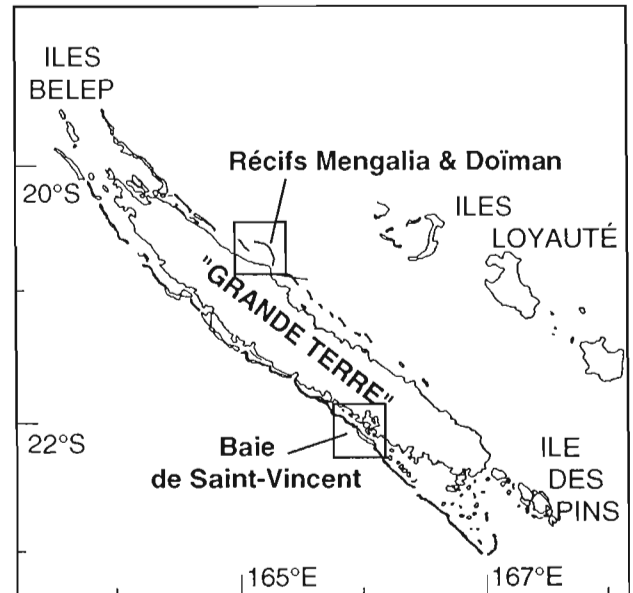 ILES
BELEP
Récifs Mengalia & Doïman
20°S
ILES
LOYAUTÉ
"GRANDE TERRE"
22°S
Baie
de Saint-Vincent
ILE
DES
PINS
165°E
167°E